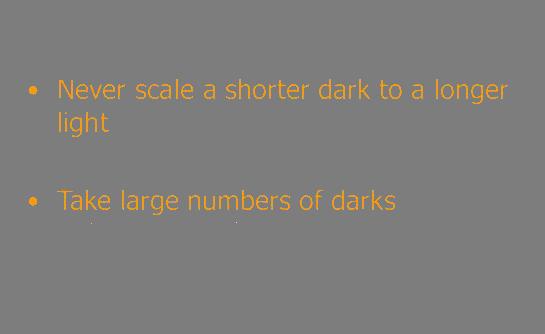 • Never scale a shorter dark to a longer
light
• Take large numbers of darks